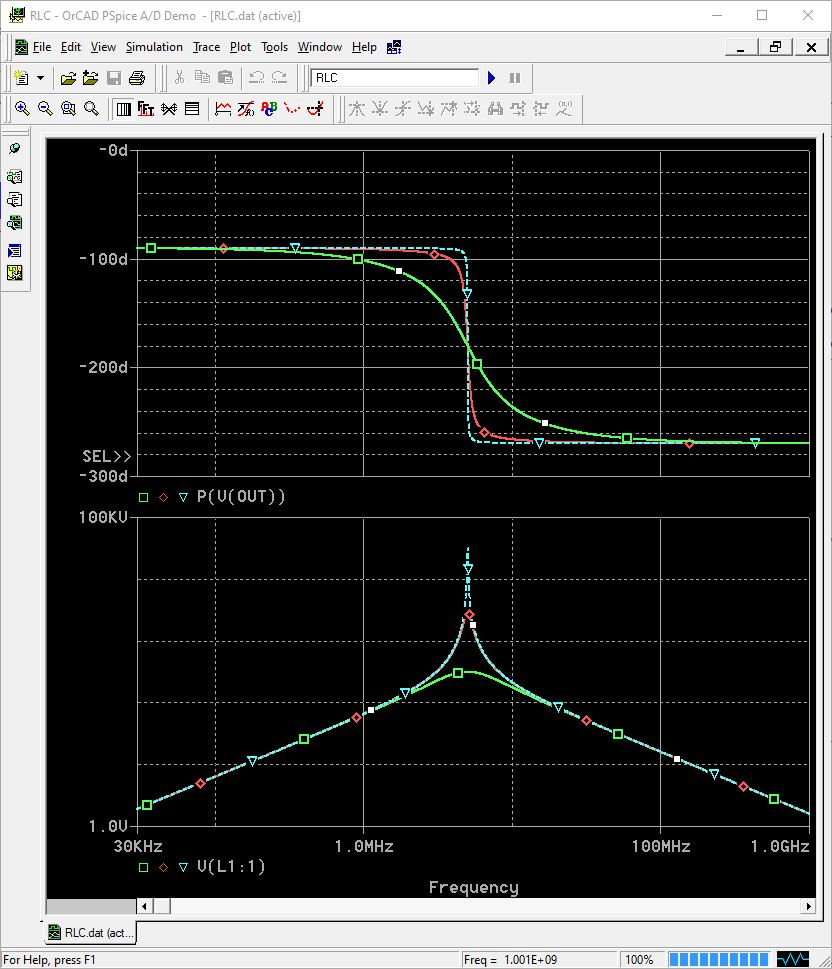 RLC - OrCAD PSpice A/D Demo - [RLC.dat (active)]
File Edit View Simulation Trace Plot Tools Window Help
RLC
-0d
-100d
-200d
SEL>>
-300d
P(V(OUT))
100KV
1.0V
30KHz 1.0MHz 100MHz 1.0GHz
V(L1:1)
Frequency
RLC.dat (act...
For Help, press F1 Freq = 1.001E+09 100%